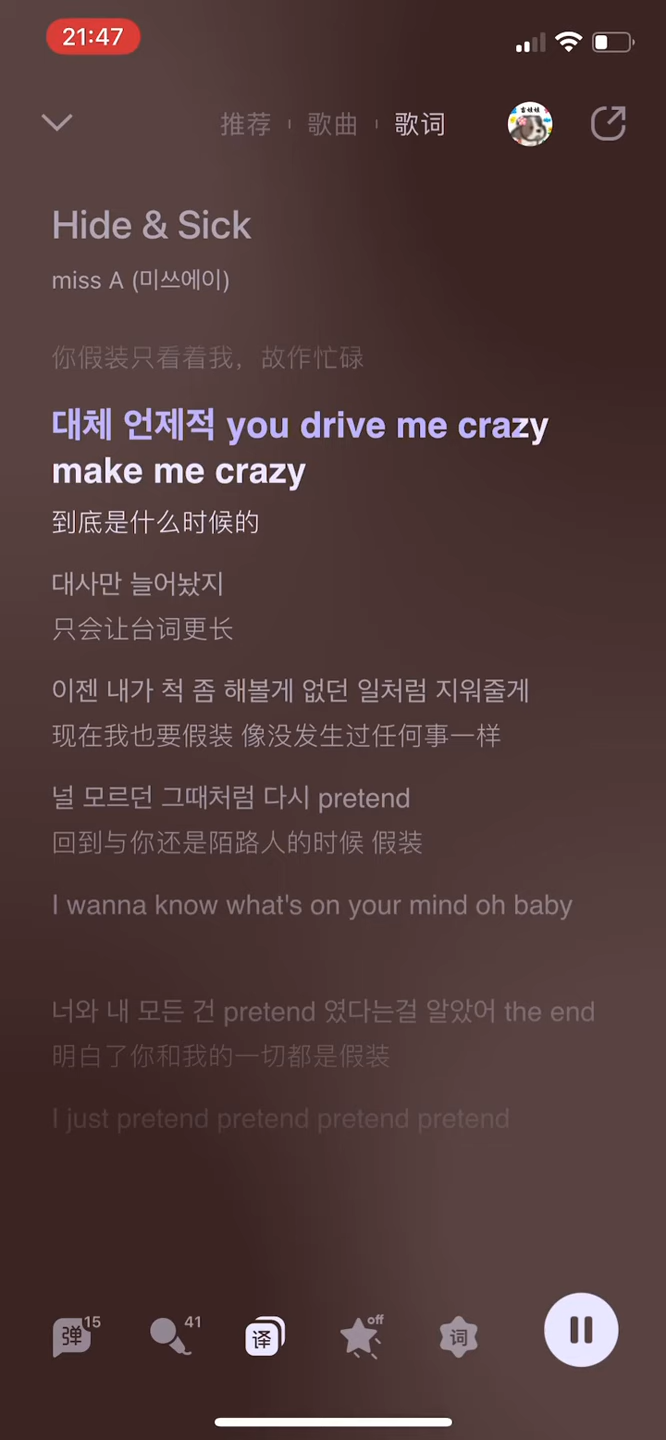 21:47
推荐 歌曲 歌词
Hide & Sick
miss A (미쓰에이)
你假装只看着我，故作忙碌
대체 언제적 you drive me crazy
make me crazy
到底是什么时候的
대사만 늘어놨지
只会让台词更长
이젠 내가 척 좀 해볼게 없던 일처럼 지워줄게
现在我也要假装 像没发生过任何事一样
널 모르던 그때처럼 다시 pretend
回到与你还是陌路人的时候 假装
I wanna know what's on your mind oh baby
너와 내 모든 건 pretend 였다는걸 알았어 the end
明白了你和我的一切都是假装
I just pretend pretend pretend pretend
弹 15 41 译 off 词